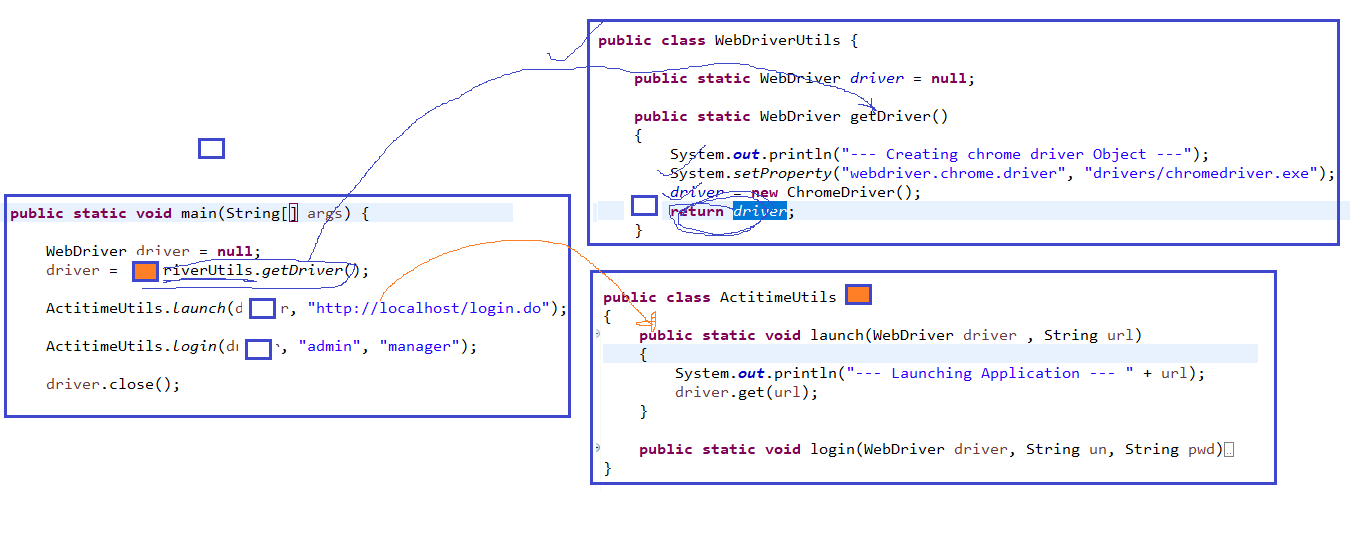 public static void main(String[] args) {
WebDriver driver = null;
driver = riverUtils.getDriver();
ActitimeUtils.launch(d r, "http://localhost/login.do");
ActitimeUtils.login(d , "admin", "manager");
driver.close();
public class WebDriverUtils {
public static WebDriver driver = null;
public static WebDriver getDriver()
{
System.out.println("--- Creating chrome driver Object ---");
System.setProperty("webdriver.chrome.driver", "drivers/chromedriver.exe");
driver = new ChromeDriver();
return driver;
}
public class ActitimeUtils
{
public static void launch(WebDriver driver , String url)
{
System.out.println("--- Launching Application --- " + url);
driver.get(url);
}
public static void login(WebDriver driver, String un, String pwd)
}